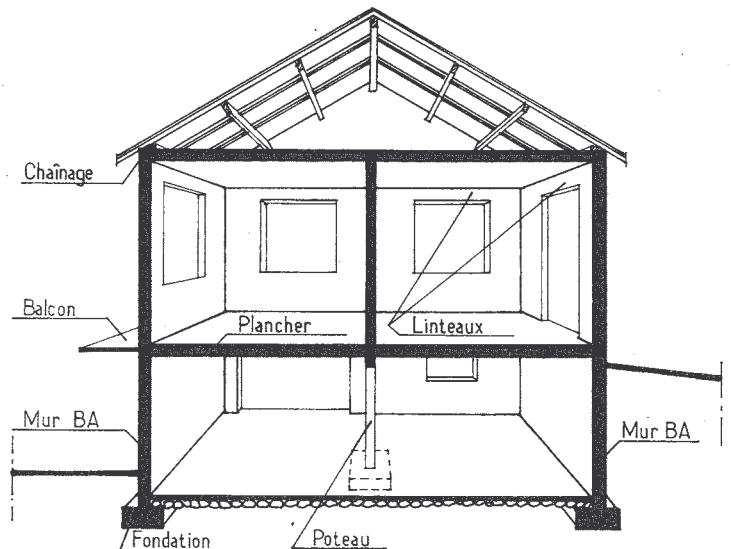 Chaînage
Balcon
Plancher
Linteaux
Mur BA
Mur BA
Fondation
Poteau